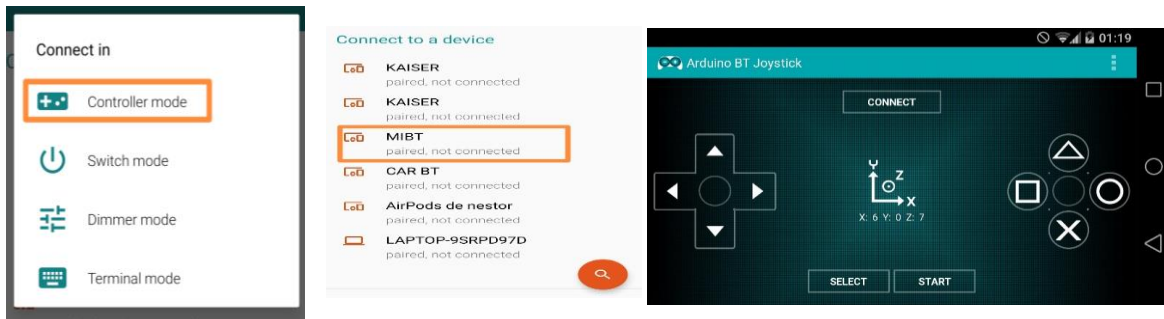 Connect in
Controller mode
Switch mode
Dimmer mode
Terminal mode
Connect to a device
KAISER
paired, not connected
KAISER
paired, not connected
MIBT
paired, not connected
CAR BT
paired, not connected
AirPods de nestor
paired, not connected
LAPTOP-9SRPD97D
paired, not connected
01:19
Arduino BT Joystick
CONNECT
Y
Z
X
X: 6 Y: 0 Z: 7
SELECT
START